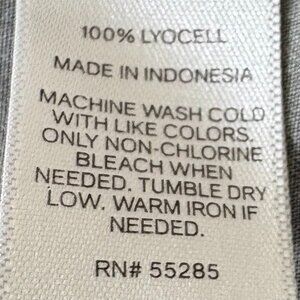 100% LYOCELL
MADE IN INDONESIA
MACHINE WASH COLD
WITH LIKE COLORS.
ONLY NON-CHLORINE
BLEACH WHEN
NEEDED. TUMBLE DRY
LOW. WARM IRON IF
NEEDED.
RN# 55285